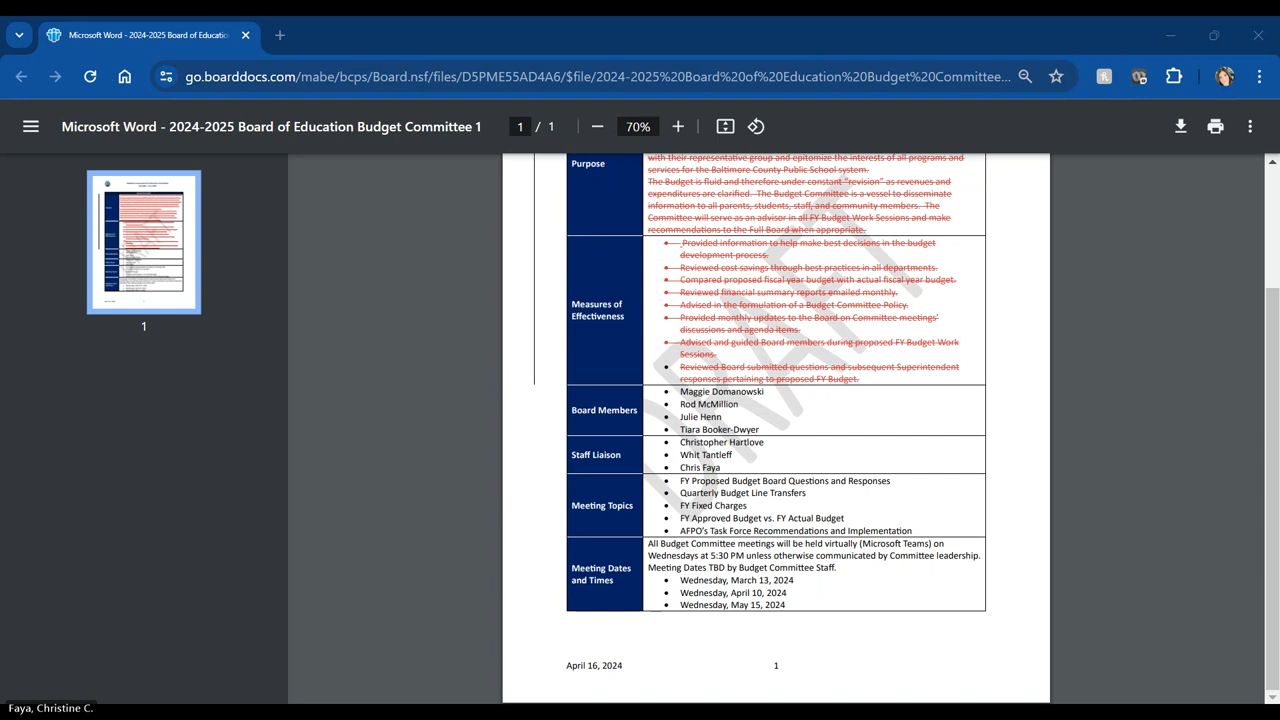 Microsoft Word - 2024-2025 Board of Educatio
go.boarddocs.com/mabe/bcps/Board.nsf/files/D5PME55AD4A6/$file/2024-2025%20Board%20of%20Education%20Budget%20Committee...
Microsoft Word - 2024-2025 Board of Education Budget Committee 1
1 / 1
70%
1
Purpose
with their representative group and epitomize the interests of all programs and
services for the Baltimore County Public School system.
The Budget is fluid and therefore under constant "revision" as revenues and
expenditures are clarified. The Budget Committee is a vessel to disseminate
information to all parents, students, staff, and community members. The
Committee will serve as an advisor in all FY Budget Work Sessions and make
recommendations to the Full Board when appropriate.
Measures of
Effectiveness
• Provided information to help make best decisions in the budget
development process.
• Reviewed cost savings through best practices in all departments.
• Compared proposed fiscal year budget with actual fiscal year budget.
• Reviewed financial summary reports emailed monthly.
• Advised in the formulation of a Budget Committee Policy.
• Provided monthly updates to the Board on Committee meetings'
discussions and agenda items.
• Advised and guided Board members during proposed FY Budget Work
Sessions.
• Reviewed Board submitted questions and subsequent Superintendent
responses pertaining to proposed FY Budget.
Board Members
• Maggie Domanowski
• Rod McMillion
• Julie Henn
• Tiara Booker-Dwyer
Staff Liaison
• Christopher Hartlove
• Whit Tantleff
• Chris Faya
Meeting Topics
• FY Proposed Budget Board Questions and Responses
• Quarterly Budget Line Transfers
• FY Fixed Charges
• FY Approved Budget vs. FY Actual Budget
• AFPO's Task Force Recommendations and Implementation
Meeting Dates
and Times
All Budget Committee meetings will be held virtually (Microsoft Teams) on
Wednesdays at 5:30 PM unless otherwise communicated by Committee leadership.
Meeting Dates TBD by Budget Committee Staff.
• Wednesday, March 13, 2024
• Wednesday, April 10, 2024
• Wednesday, May 15, 2024
DRAFT
April 16, 2024
1
Faya, Christine C.